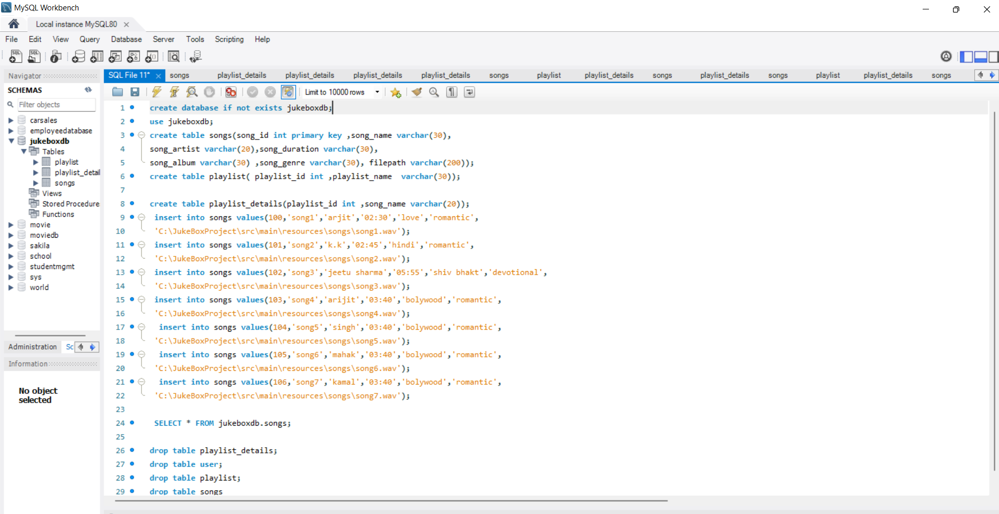 MySQL Workbench
Local instance MySQL80
File Edit View Query Database Server Tools Scripting Help
Navigator
SQL File 11* songs playlist_details playlist_details playlist_details playlist_details songs playlist playlist_details songs playlist_details songs playlist playlist_details songs
SCHEMAS
Filter objects
carsales
employeedatabase
jukeboxdb
Tables
playlist
playlist_detail
songs
Views
Stored Procedure
Functions
movie
moviedb
sakila
school
studentmgmt
sys
world
Administration Sc
Information
No object
selected
Limit to 10000 rows
1 create database if not exists jukeboxdb;
2 use jukeboxdb;
3 create table songs(song_id int primary key ,song_name varchar(30),
4 song_artist varchar(20),song_duration varchar(30),
5 song_album varchar(30) ,song_genre varchar(30), filepath varchar(200));
6 create table playlist( playlist_id int ,playlist_name  varchar(30));
7
8 create table playlist_details(playlist_id int ,song_name varchar(20));
9 insert into songs values(100,'song1','arjit','02:30','love','romantic',
10 'C:\JukeBoxProject\src\main\resources\songs\song1.wav');
11 insert into songs values(101,'song2','k.k','02:45','hindi','romantic',
12 'C:\JukeBoxProject\src\main\resources\songs\song2.wav');
13 insert into songs values(102,'song3','jeetu sharma','05:55','shiv bhakt','devotional',
14 'C:\JukeBoxProject\src\main\resources\songs\song3.wav');
15 insert into songs values(103,'song4','arijit','03:40','bolywood','romantic',
16 'C:\JukeBoxProject\src\main\resources\songs\song4.wav');
17 insert into songs values(104,'song5','singh','03:40','bolywood','romantic',
18 'C:\JukeBoxProject\src\main\resources\songs\song5.wav');
19 insert into songs values(105,'song6','mahak','03:40','bolywood','romantic',
20 'C:\JukeBoxProject\src\main\resources\songs\song6.wav');
21 insert into songs values(106,'song7','kamal','03:40','bolywood','romantic',
22 'C:\JukeBoxProject\src\main\resources\songs\song7.wav');
23
24 SELECT * FROM jukeboxdb.songs;
25
26 drop table playlist_details;
27 drop table user;
28 drop table playlist;
29 drop table songs